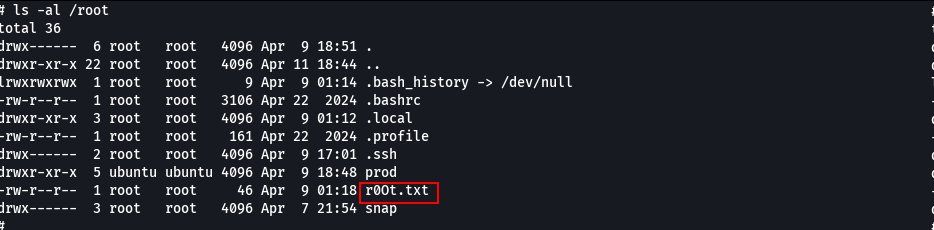 # ls -al /root
total 36
drwx------  6 root   root   4096 Apr  9 18:51 .
drwxr-xr-x 22 root   root   4096 Apr 11 18:44 ..
lrwxrwxrwx  1 root   root      9 Apr  9 01:14 .bash_history -> /dev/null
-rw-r--r--  1 root   root   3106 Apr 22  2024 .bashrc
drwxr-xr-x  3 root   root   4096 Apr  9 01:12 .local
-rw-r--r--  1 root   root    161 Apr 22  2024 .profile
drwx------  2 root   root   4096 Apr  9 17:01 .ssh
drwxr-xr-x  5 ubuntu ubuntu 4096 Apr  9 18:48 prod
-rw-r--r--  1 root   root     46 Apr  9 01:18 r0Ot.txt
drwx------  3 root   root   4096 Apr  7 21:54 snap
#